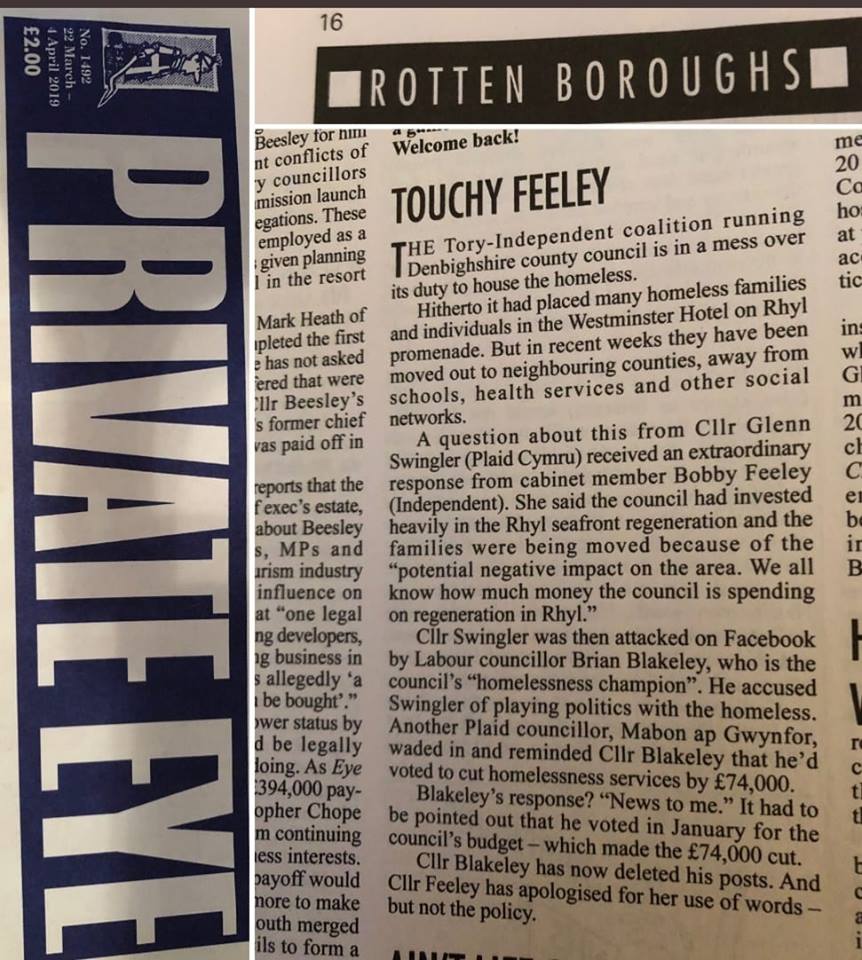 No. 1492
22 March –
4 April 2019
£2.00
PRIVATE EYE
16
ROTTEN BOROUGHS
Beesley for him
nt conflicts of
y councillors
mission launch
egations. These
employed as a
given planning
l in the resort
Mark Heath of
pleted the first
e has not asked
fered that were
Cllr Beesley's
's former chief
was paid off in
reports that the
f exec's estate,
about Beesley
s, MPs and
urism industry
influence on
at “one legal
ng developers,
ng business in
s allegedly ‘a
be bought’.”
ower status by
d be legally
doing. As Eye
£394,000 pay-
opher Chope
m continuing
ess interests.
payoff would
more to make
outh merged
ils to form a
Welcome back!
TOUCHY FEELEY
THE Tory-Independent coalition running
Denbighshire county council is in a mess over
its duty to house the homeless.
Hitherto it had placed many homeless families
and individuals in the Westminster Hotel on Rhyl
promenade. But in recent weeks they have been
moved out to neighbouring counties, away from
schools, health services and other social
networks.
A question about this from Cllr Glenn
Swingler (Plaid Cymru) received an extraordinary
response from cabinet member Bobby Feeley
(Independent). She said the council had invested
heavily in the Rhyl seafront regeneration and the
families were being moved because of the
“potential negative impact on the area. We all
know how much money the council is spending
on regeneration in Rhyl.”
Cllr Swingler was then attacked on Facebook
by Labour councillor Brian Blakeley, who is the
council's “homelessness champion”. He accused
Swingler of playing politics with the homeless.
Another Plaid councillor, Mabon ap Gwynfor,
waded in and reminded Cllr Blakeley that he'd
voted to cut homelessness services by £74,000.
Blakeley's response? “News to me.” It had to
be pointed out that he voted in January for the
council's budget – which made the £74,000 cut.
Cllr Blakeley has now deleted his posts. And
Cllr Feeley has apologised for her use of words –
but not the policy.